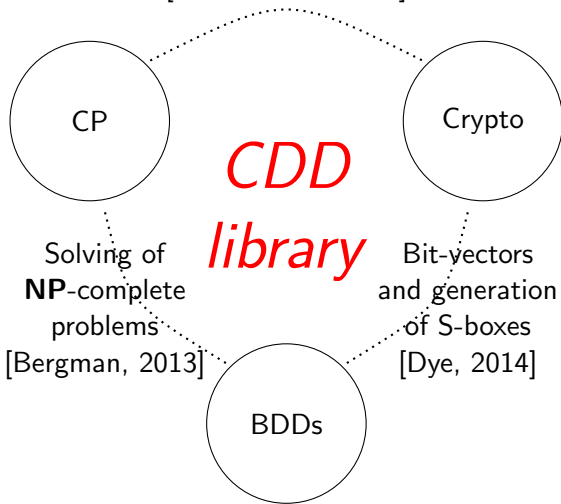 CP
Crypto
CDD
library
Solving of
NP-complete
problems
[Bergman, 2013]
Bit-vectors
and generation
of S-boxes
[Dye, 2014]
BDDs